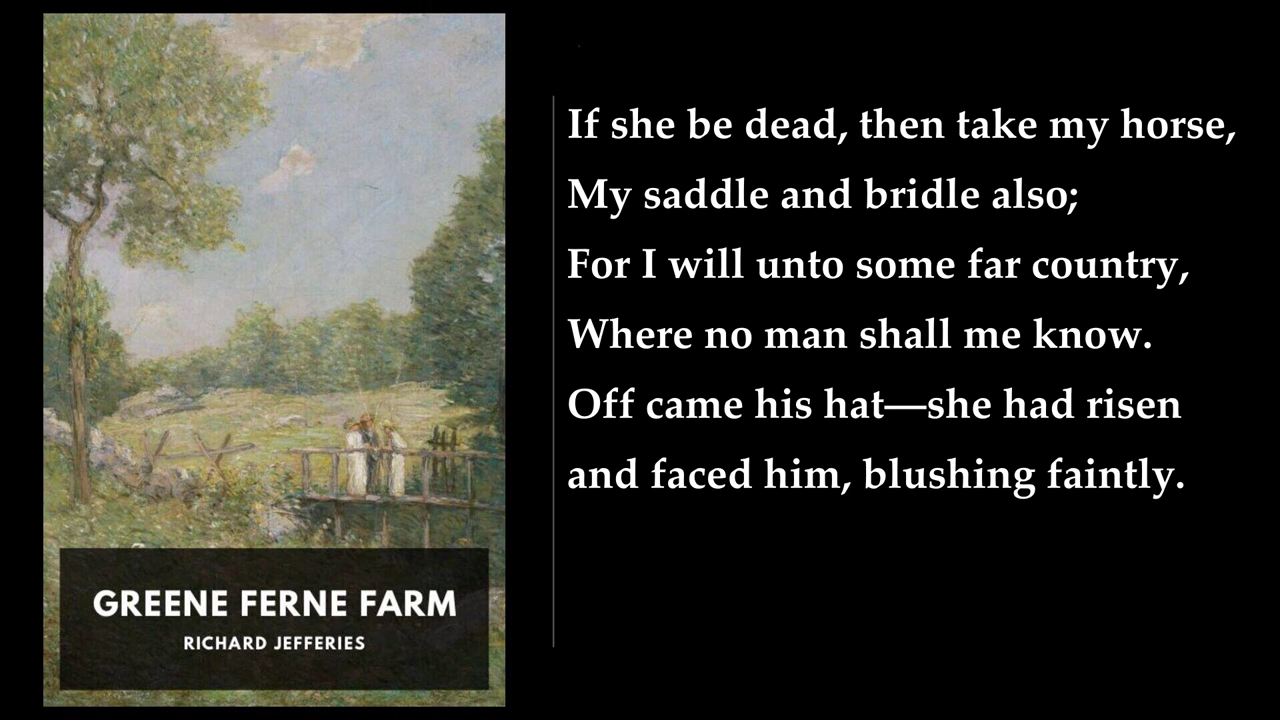 If she be dead, then take my horse,
My saddle and bridle also;
For I will unto some far country,
Where no man shall me know.
Off came his hat—she had risen
and faced him, blushing faintly.
GREENE FERNE FARM
RICHARD JEFFERIES